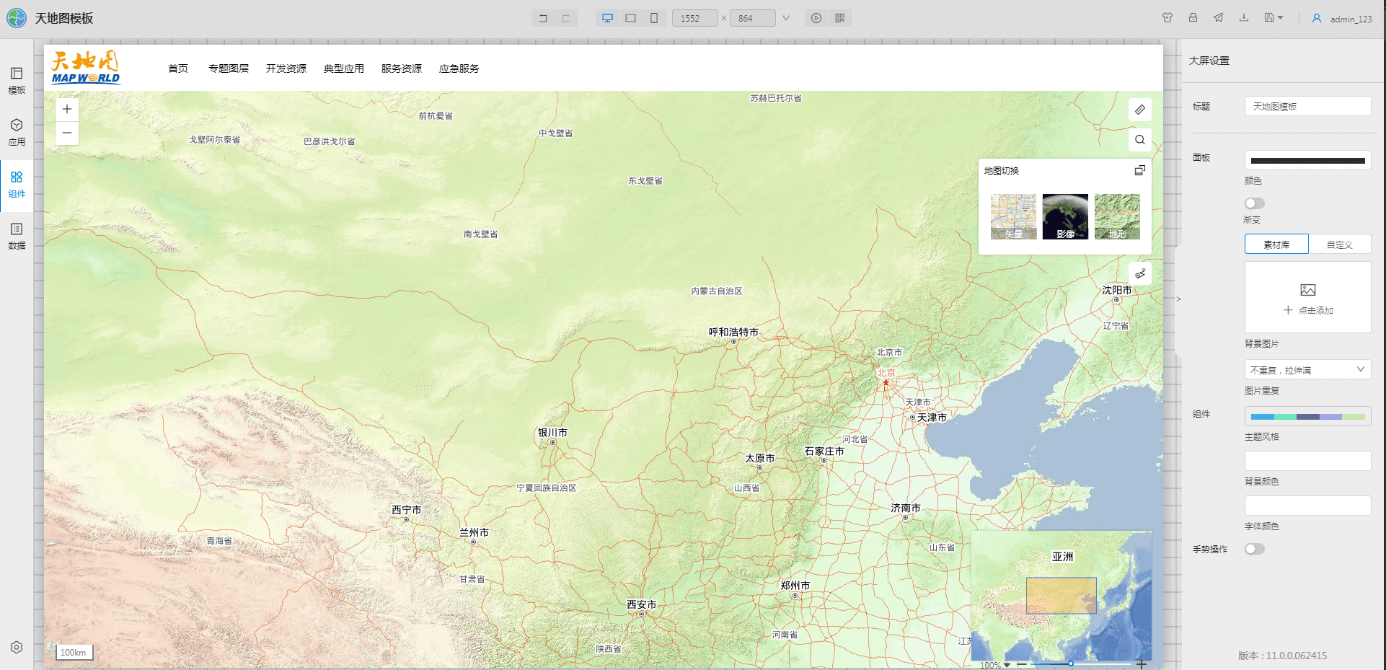 天地图模板
1552 × 864
admin_123
模板
应用
组件
数据
天地图
MAP WORLD
首页 专题图层 开发资源 典型应用 服务资源 应急服务
+
−
苏赫巴托尔省
前杭爱省
中戈壁省
戈壁阿尔泰省
巴彦洪戈尔省
东戈壁省
南戈壁省
内蒙古自治区
沈阳市
辽宁省
呼和浩特市
北京市
北京
天津市
天津市
银川市
河北省
石家庄市
太原市
宁夏回族自治区
山西省
西宁市
济南市
兰州市
青海省
山东省
甘肃省
郑州市
西安市
河南省
陕西省
江苏
100km
地图切换
矢量 影像 地形
亚洲
100%
大屏设置
标题 天地图模板
面板
颜色
渐变
素材库 自定义
+ 点击添加
背景图片
不重复，拉伸满
图片重复
组件
主题风格
背景颜色
字体颜色
手势操作
版本：11.0.0.062415